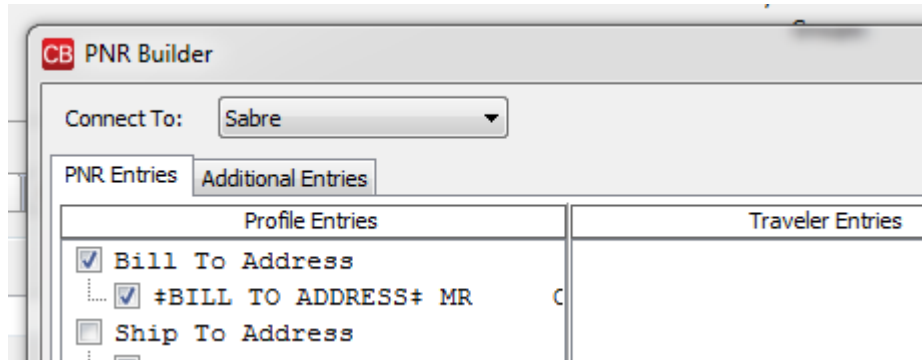 CB PNR Builder
Connect To: Sabre
PNR Entries Additional Entries
Profile Entries Traveler Entries
Bill To Address
‡BILL TO ADDRESS‡ MR
Ship To Address